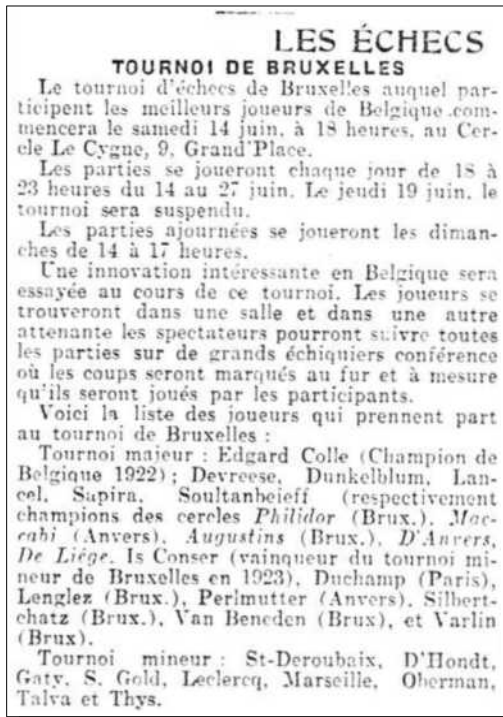 LES ÉCHECS
TOURNOI DE BRUXELLES
Le tournoi d'échecs de Bruxelles auquel par-
ticipent les meilleurs joueurs de Belgique com-
mencera le samedi 14 juin, à 18 heures, au Cer-
cle Le Cygne, 9, Grand'Place.
Les parties se joueront chaque jour de 18 à
23 heures du 14 au 27 juin. Le jeudi 19 juin, le
tournoi sera suspendu.
Les parties ajournées se joueront les diman-
ches de 14 à 17 heures.
Une innovation intéressante en Belgique sera
essayée au cours de ce tournoi. Les joueurs se
trouveront dans une salle et dans une autre
attenante les spectateurs pourront suivre toutes
les parties sur de grands échiquiers conférence
où les coups seront marqués au fur et à mesure
qu'ils seront joués par les participants.
Voici la liste des joueurs qui prennent part
au tournoi de Bruxelles :
Tournoi majeur : Edgard Colle (Champion de
Belgique 1922) ; Devreese, Dunkelblum, Lan-
cel, Sapira, Soultanbeieff (respectivement
champions des cercles Philidor (Brux.), Mac-
cabi (Anvers), Augustins (Brux.), D'Anvers,
De Liége, Is Conser (vainqueur du tournoi mi-
neur de Bruxelles en 1923), Duchamp (Paris),
Lenglez (Brux.), Perlmutter (Anvers), Silbert-
chatz (Brux.), Van Beneden (Brux), et Varlin
(Brux).
Tournoi mineur : St-Deroubaix, D'Hondt,
Gaty, S. Gold, Leclercq, Marseille, Oberman,
Talva et Thys.